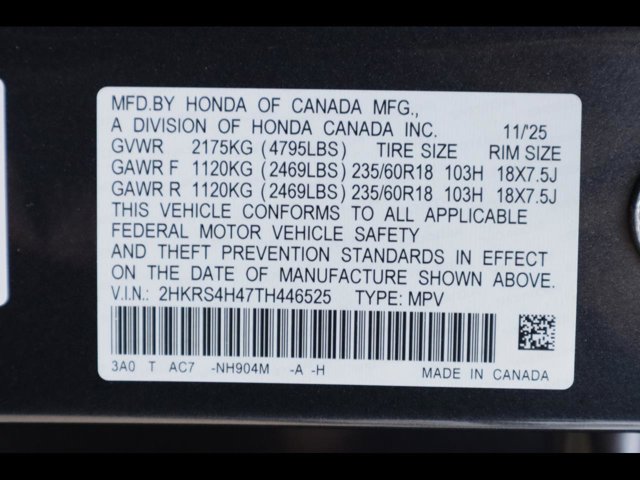 MFD.BY HONDA OF CANADA MFG.,
A DIVISION OF HONDA CANADA INC. 11/'25
GVWR 2175KG (4795LBS) TIRE SIZE RIM SIZE
GAWR F 1120KG (2469LBS) 235/60R18 103H 18X7.5J
GAWR R 1120KG (2469LBS) 235/60R18 103H 18X7.5J
THIS VEHICLE CONFORMS TO ALL APPLICABLE
FEDERAL MOTOR VEHICLE SAFETY
AND THEFT PREVENTION STANDARDS IN EFFECT
ON THE DATE OF MANUFACTURE SHOWN ABOVE.
V.I.N.: 2HKRS4H47TH446525 TYPE: MPV
3A0 T AC7 -NH904M -A -H MADE IN CANADA